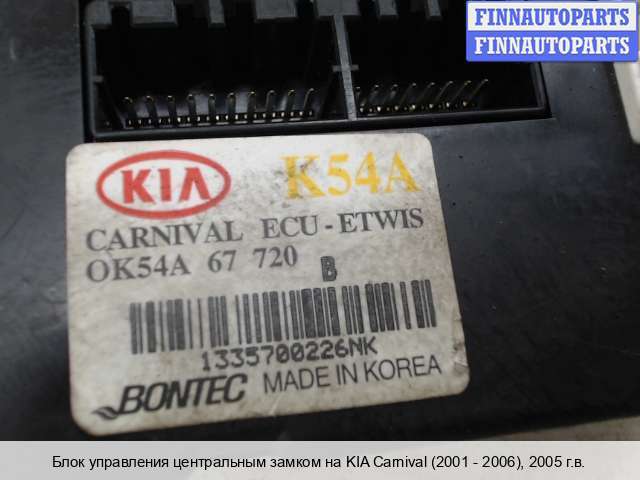 FINNAUTOPARTS
FINNAUTOPARTS
KIA K54A
CARNIVAL ECU-ETWIS
OK54A 67 720 B
1335700226NK
BONTEC MADE IN KOREA
Блок управления центральным замком на KIA Carnival (2001 - 2006), 2005 г.в.